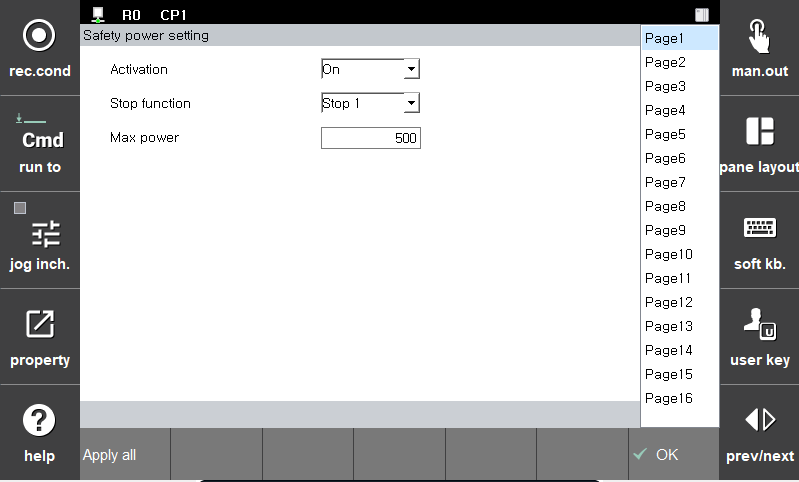 R0 CP1
Safety power setting
Activation On
Stop function Stop 1
Max power 500
Page1
Page2
Page3
Page4
Page5
Page6
Page7
Page8
Page9
Page10
Page11
Page12
Page13
Page14
Page15
Page16
rec.cond
Cmd
run to
jog inch.
property
?
help
man.out
pane layout
soft kb.
U
user key
prev/next
Apply all
OK